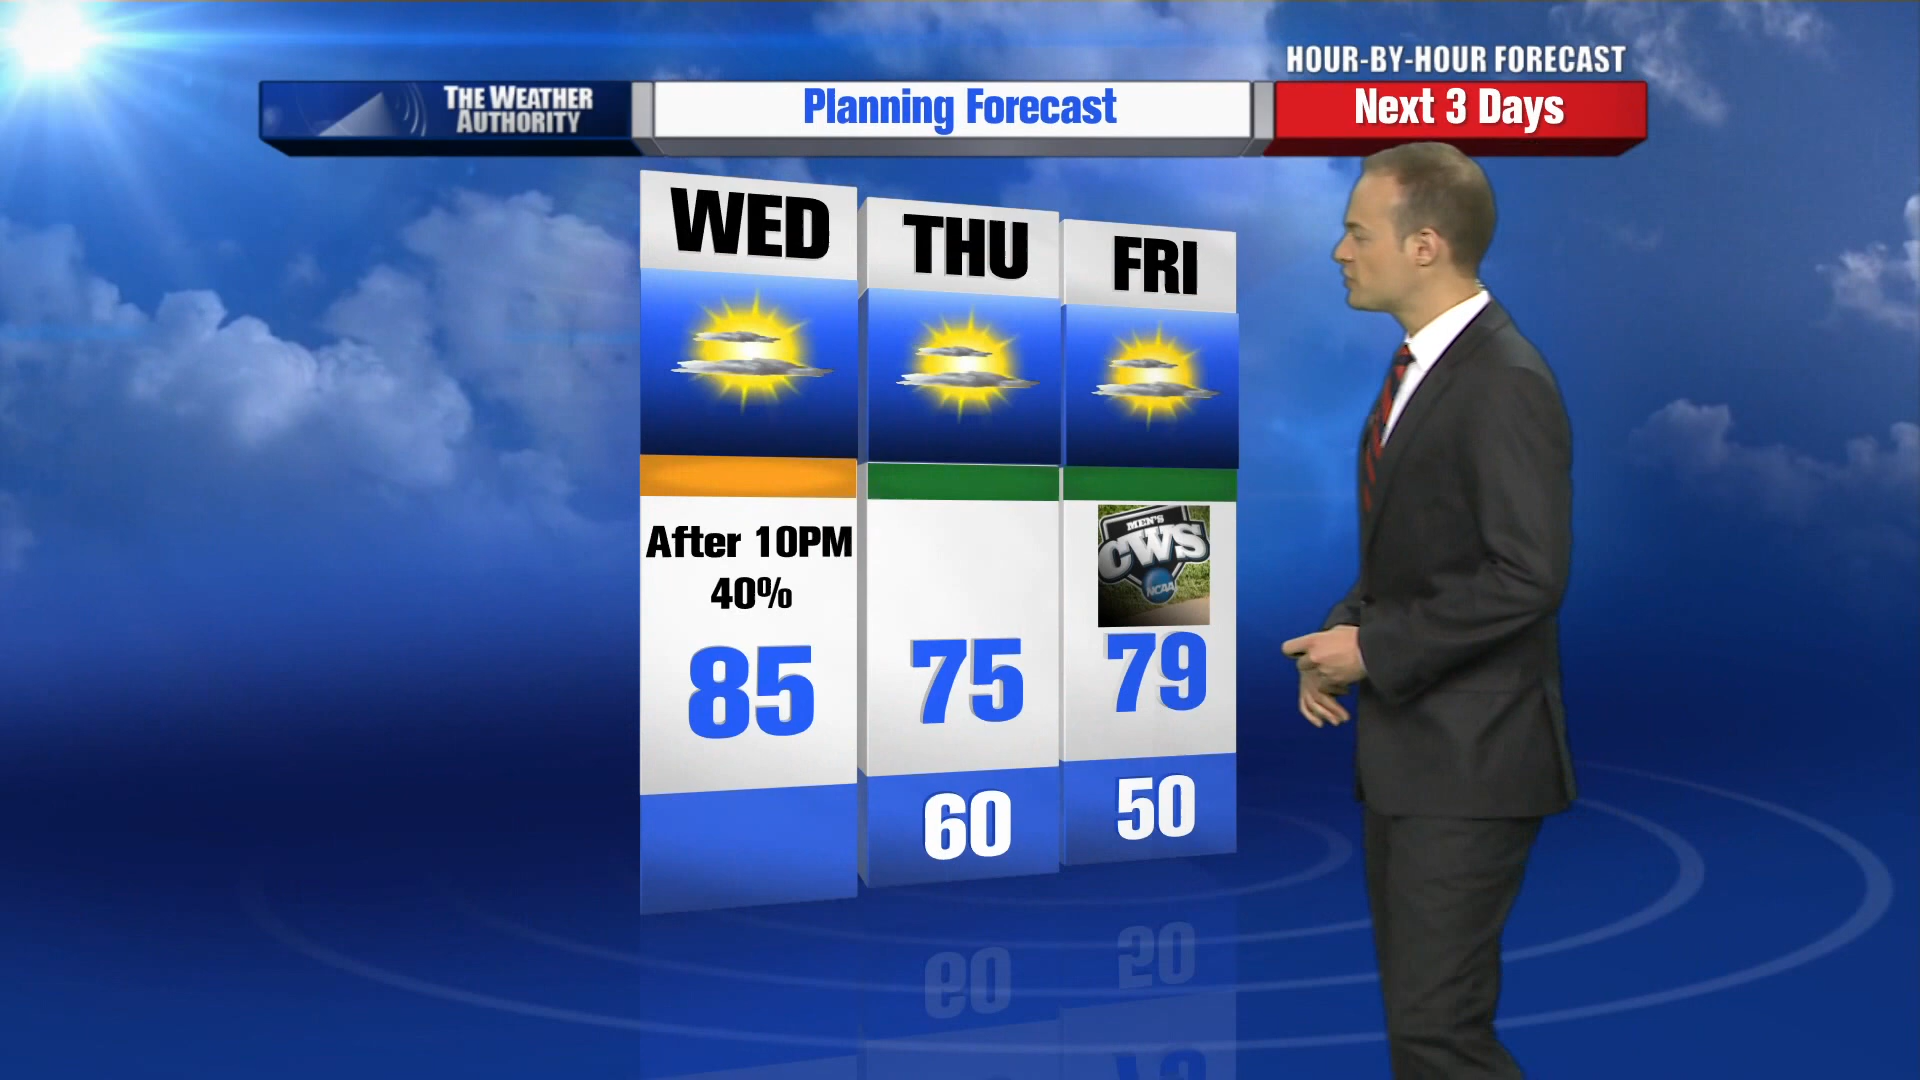 HOUR-BY-HOUR FORECAST
THE WEATHER
AUTHORITY
Planning Forecast
Next 3 Days
WED
THU
FRI
After 10PM
40%
MEN'S
CWS
NCAA
85
75
79
60
50